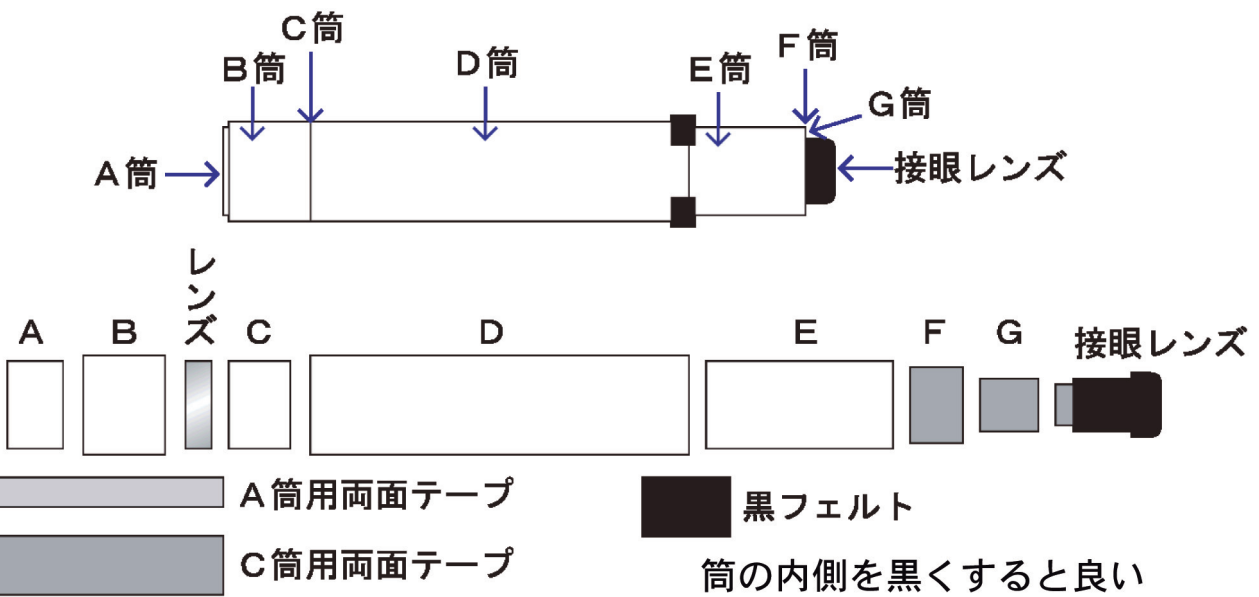 C筒
B筒
D筒
E筒
F筒
G筒
A筒
接眼レンズ
レンズ
A
B
C
D
E
F
G
接眼レンズ
A筒用両面テープ
黒フェルト
C筒用両面テープ
筒の内側を黒くすると良い